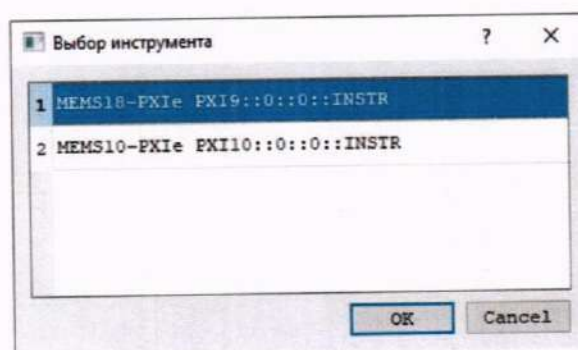 Выбор инструмента ? ✕
1 MEMS18-PXIe PXI9::0::0::INSTR
2 MEMS10-PXIe PXI10::0::0::INSTR
OK Cancel